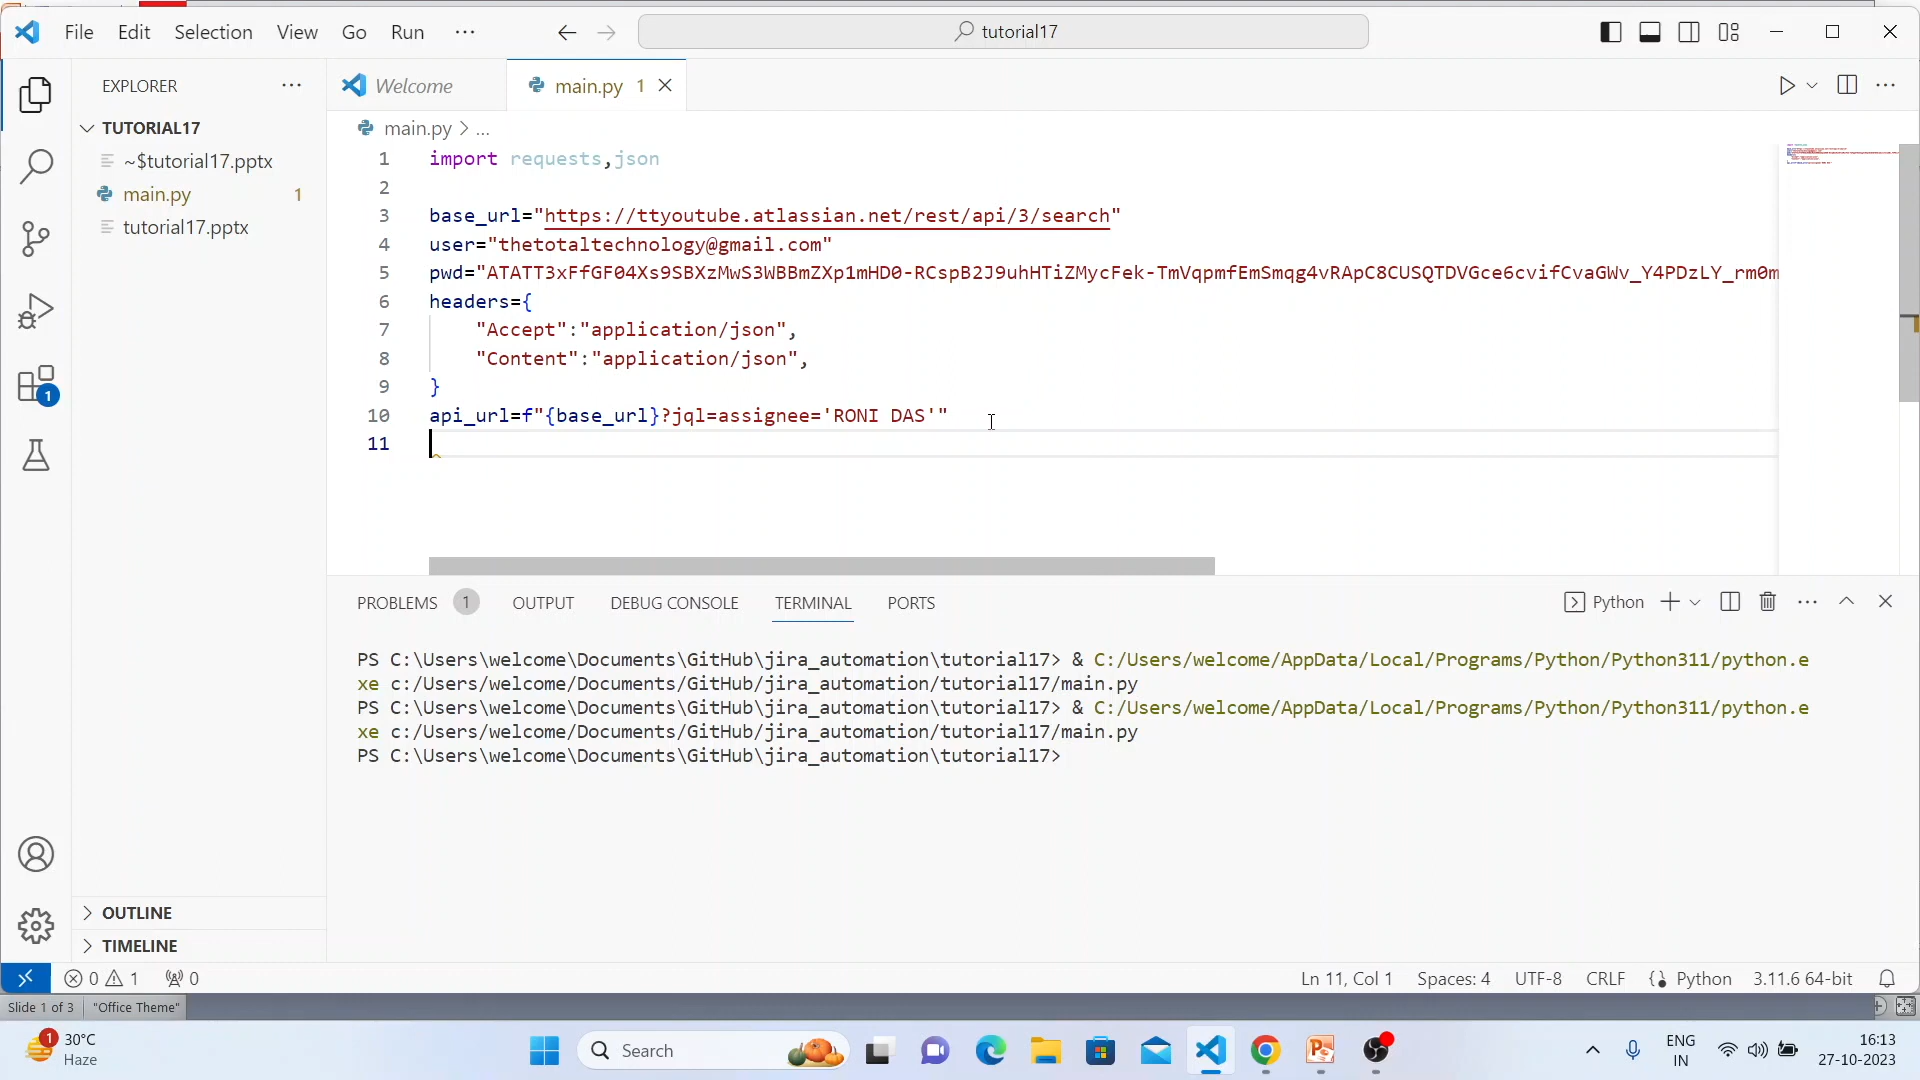 File Edit Selection View Go Run ... tutorial17
EXPLORER ...
Welcome main.py 1
TUTORIAL17
~$tutorial17.pptx
main.py 1
tutorial17.pptx
main.py > ...
1 import requests,json
2
3 base_url="https://ttyoutube.atlassian.net/rest/api/3/search"
4 user="thetotaltechnology@gmail.com"
5 pwd="ATATT3xFfGF04Xs9SBXzMwS3WBBmZXp1mHD0-RCspB2J9uhHTiZMycFek-TmVqpmfEmSmqg4vRApC8CUSQTDVGce6cvifCvaGWv_Y4PDzLY_rm0m
6 headers={
7 "Accept":"application/json",
8 "Content":"application/json",
9 }
10 api_url=f"{base_url}?jql=assignee='RONI DAS'"
11
1
PROBLEMS 1 OUTPUT DEBUG CONSOLE TERMINAL PORTS Python
PS C:\Users\welcome\Documents\GitHub\jira_automation\tutorial17> & C:/Users/welcome/AppData/Local/Programs/Python/Python311/python.e
xe c:/Users/welcome/Documents/GitHub/jira_automation/tutorial17/main.py
PS C:\Users\welcome\Documents\GitHub\jira_automation\tutorial17> & C:/Users/welcome/AppData/Local/Programs/Python/Python311/python.e
xe c:/Users/welcome/Documents/GitHub/jira_automation/tutorial17/main.py
PS C:\Users\welcome\Documents\GitHub\jira_automation\tutorial17>
OUTLINE
TIMELINE
0 1 0 Ln 11, Col 1 Spaces: 4 UTF-8 CRLF Python 3.11.6 64-bit
Slide 1 of 3 "Office Theme"
1 30°C
Haze
Search
ENG
IN
16:13
27-10-2023